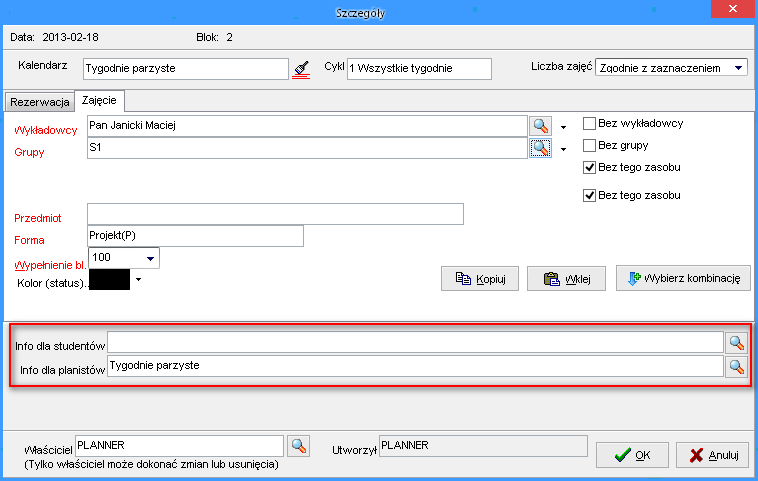 Szczegóły
Data: 2013-02-18 Blok: 2
Kalendarz Tygodnie parzyste Cykl 1 Wszystkie tygodnie Liczba zajęć Zgodnie z zaznaczeniem
Rezerwacja Zajęcie
Wykładowcy Pan Janicki Maciej Bez wykładowcy
Grupy S1 Bez grupy
Bez tego zasobu
Bez tego zasobu
Przedmiot
Forma Projekt(P)
Wypełnienie bl. 100
Kolor (status).. Kopiuj Wklej Wybierz kombinację
Info dla studentów
Info dla planistów Tygodnie parzyste
Właściciel PLANNER Utworzył PLANNER OK Anuluj
(Tylko właściciel może dokonać zmian lub usunięcia)